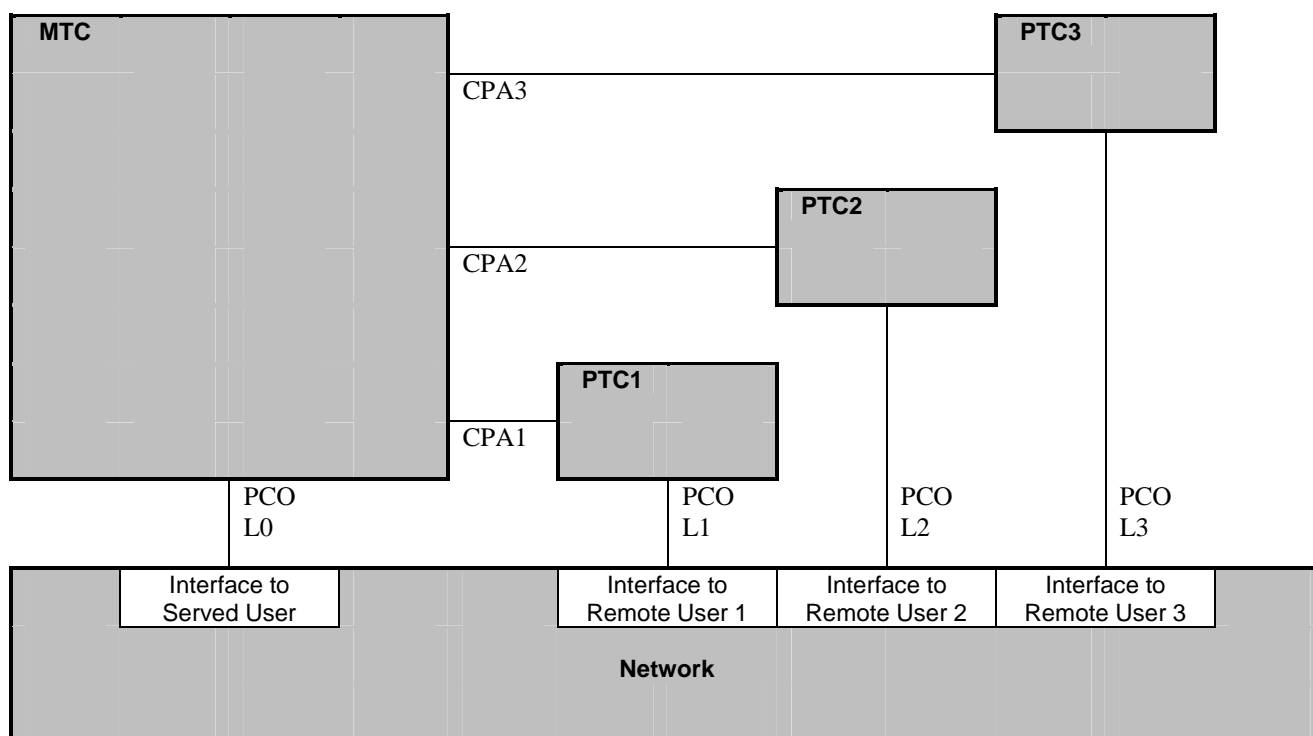 MTC
PTC3
CPA3
PTC2
CPA2
PTC1
CPA1
PCO
L0
PCO
L1
PCO
L2
PCO
L3
Interface to
Served User
Interface to
Remote User 1
Interface to
Remote User 2
Interface to
Remote User 3
Network